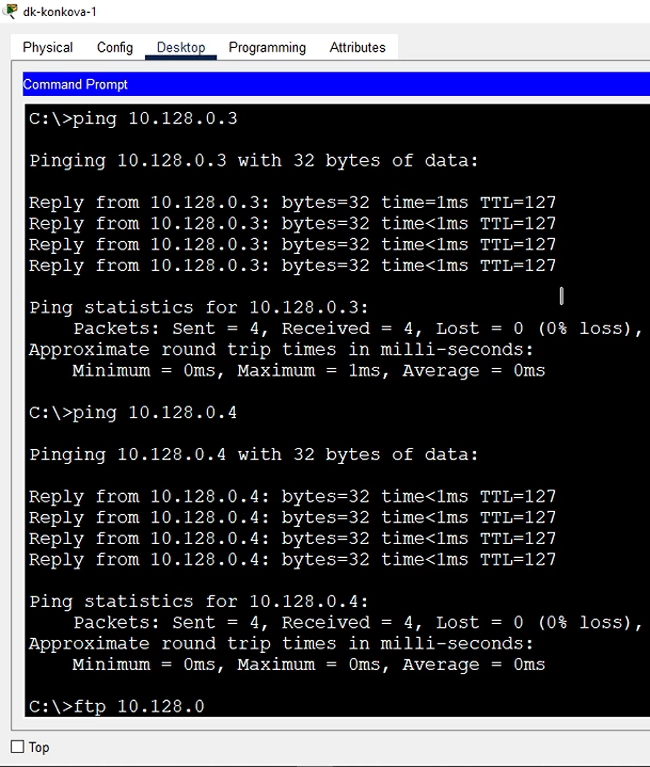 dk-konkova-1
Physical Config Desktop Programming Attributes
Command Prompt
C:\>ping 10.128.0.3
Pinging 10.128.0.3 with 32 bytes of data:
Reply from 10.128.0.3: bytes=32 time=1ms TTL=127
Reply from 10.128.0.3: bytes=32 time<1ms TTL=127
Reply from 10.128.0.3: bytes=32 time<1ms TTL=127
Reply from 10.128.0.3: bytes=32 time<1ms TTL=127
Ping statistics for 10.128.0.3:
Packets: Sent = 4, Received = 4, Lost = 0 (0% loss),
Approximate round trip times in milli-seconds:
Minimum = 0ms, Maximum = 1ms, Average = 0ms
C:\>ping 10.128.0.4
Pinging 10.128.0.4 with 32 bytes of data:
Reply from 10.128.0.4: bytes=32 time<1ms TTL=127
Reply from 10.128.0.4: bytes=32 time<1ms TTL=127
Reply from 10.128.0.4: bytes=32 time<1ms TTL=127
Reply from 10.128.0.4: bytes=32 time<1ms TTL=127
Ping statistics for 10.128.0.4:
Packets: Sent = 4, Received = 4, Lost = 0 (0% loss),
Approximate round trip times in milli-seconds:
Minimum = 0ms, Maximum = 0ms, Average = 0ms
C:\>ftp 10.128.0
Top